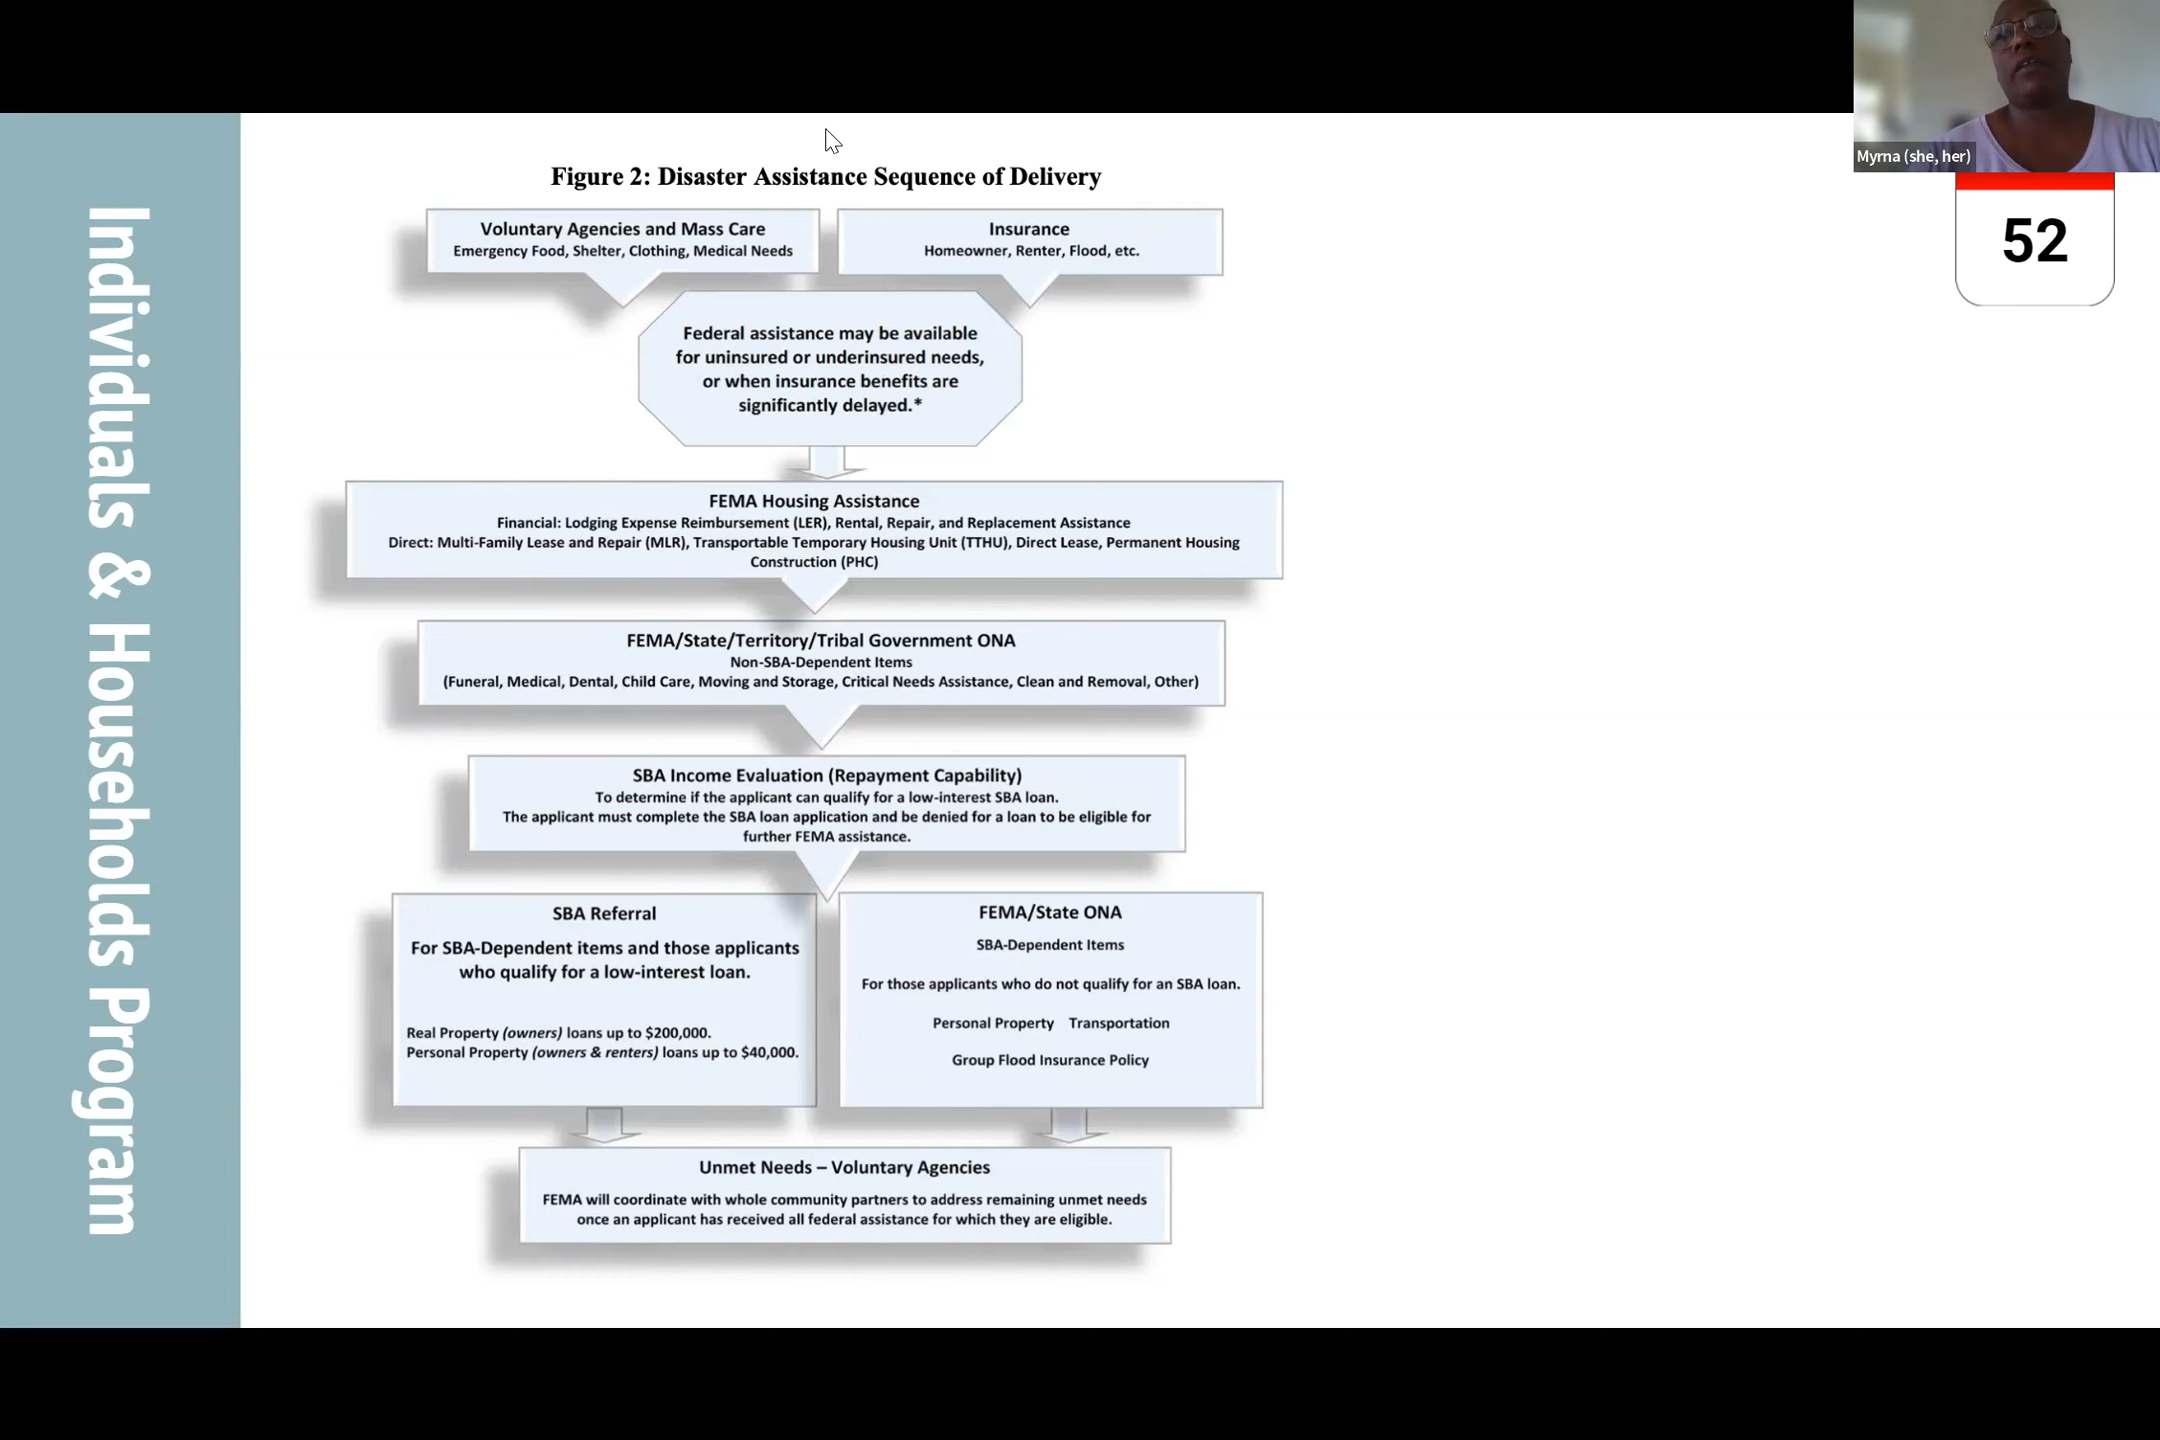 Myrna (she, her)
52
Individuals & Households Program
Figure 2: Disaster Assistance Sequence of Delivery
Voluntary Agencies and Mass Care
Emergency Food, Shelter, Clothing, Medical Needs
Insurance
Homeowner, Renter, Flood, etc.
Federal assistance may be available
for uninsured or underinsured needs,
or when insurance benefits are
significantly delayed.*
FEMA Housing Assistance
Financial: Lodging Expense Reimbursement (LER), Rental, Repair, and Replacement Assistance
Direct: Multi-Family Lease and Repair (MLR), Transportable Temporary Housing Unit (TTHU), Direct Lease, Permanent Housing
Construction (PHC)
FEMA/State/Territory/Tribal Government ONA
Non-SBA-Dependent Items
(Funeral, Medical, Dental, Child Care, Moving and Storage, Critical Needs Assistance, Clean and Removal, Other)
SBA Income Evaluation (Repayment Capability)
To determine if the applicant can qualify for a low-interest SBA loan.
The applicant must complete the SBA loan application and be denied for a loan to be eligible for
further FEMA assistance.
SBA Referral
For SBA-Dependent items and those applicants
who qualify for a low-interest loan.
Real Property (owners) loans up to $200,000.
Personal Property (owners & renters) loans up to $40,000.
FEMA/State ONA
SBA-Dependent Items
For those applicants who do not qualify for an SBA loan.
Personal Property Transportation
Group Flood Insurance Policy
Unmet Needs – Voluntary Agencies
FEMA will coordinate with whole community partners to address remaining unmet needs
once an applicant has received all federal assistance for which they are eligible.